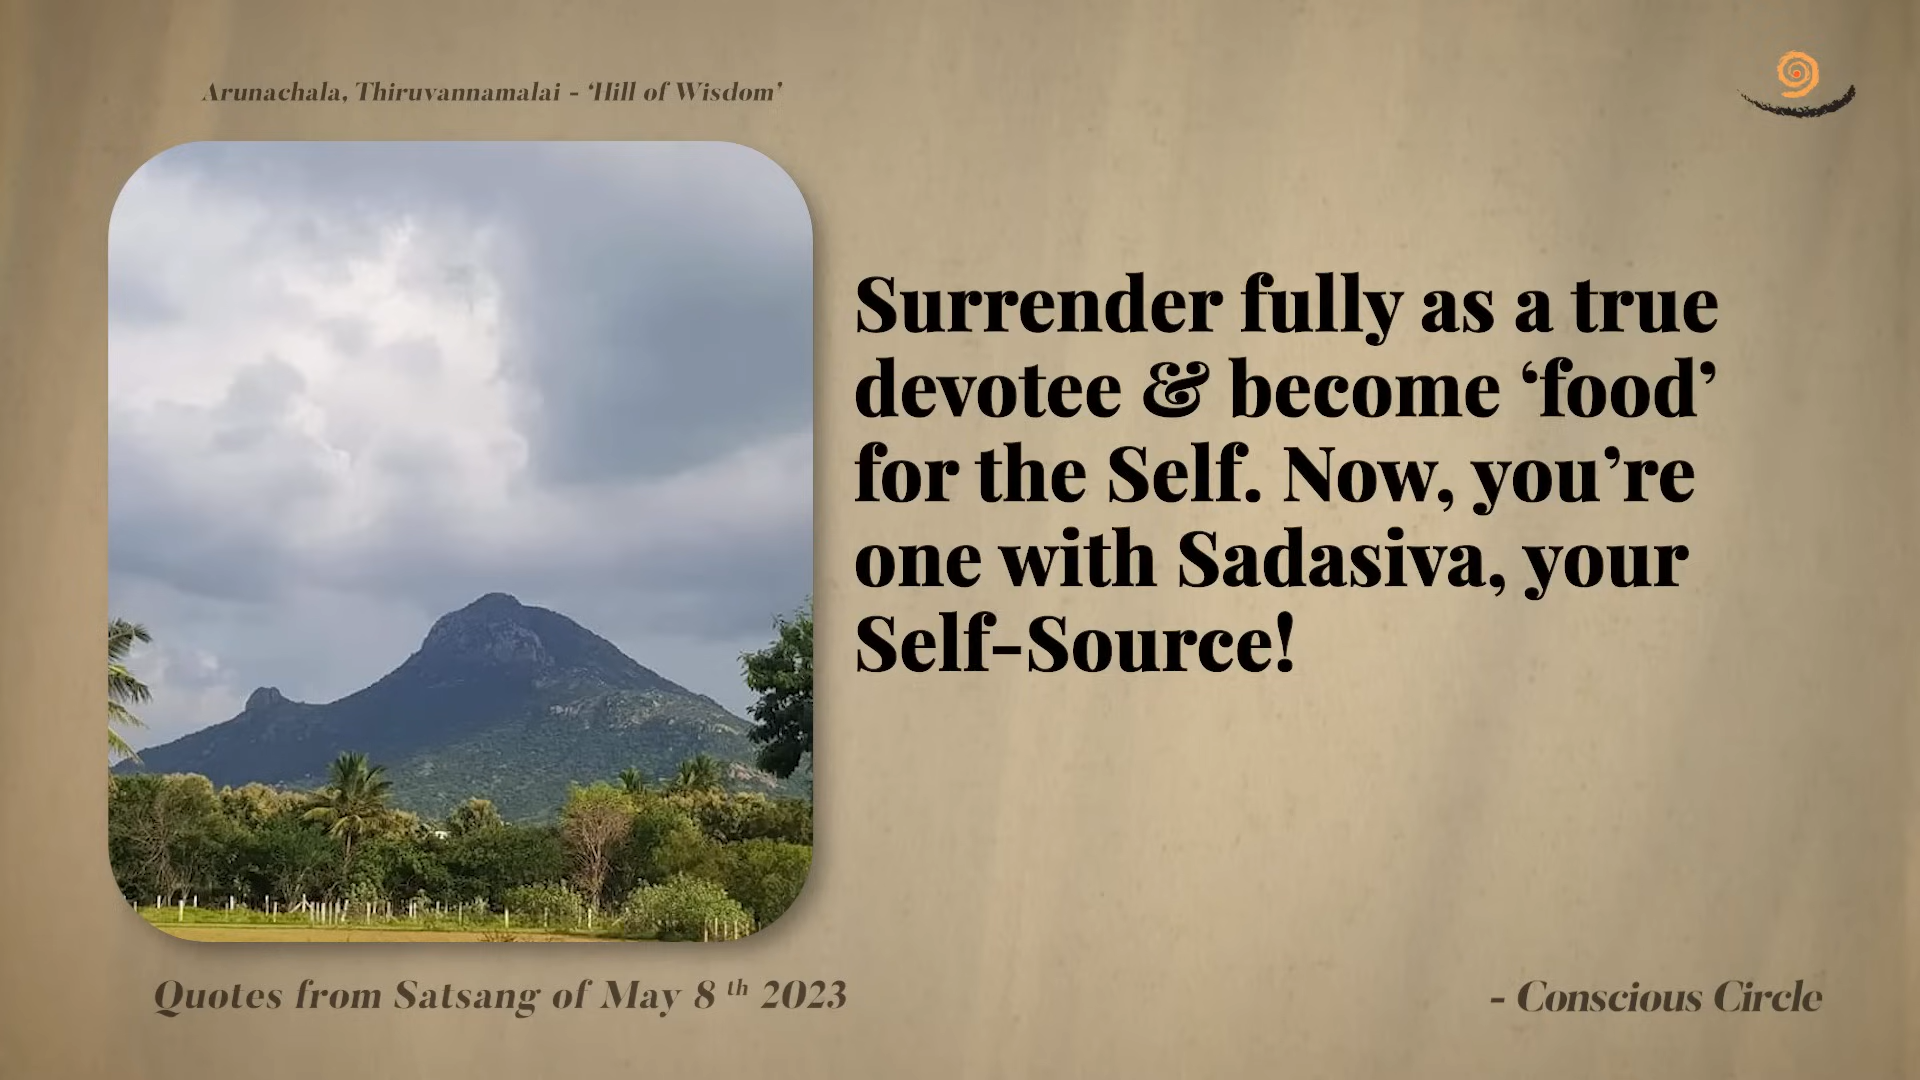 Arunachala, Thiruvannamalai - ‘Hill of Wisdom’
Surrender fully as a true
devotee & become ‘food’
for the Self. Now, you’re
one with Sadasiva, your
Self-Source!
Quotes from Satsang of May 8 th 2023
- Conscious Circle